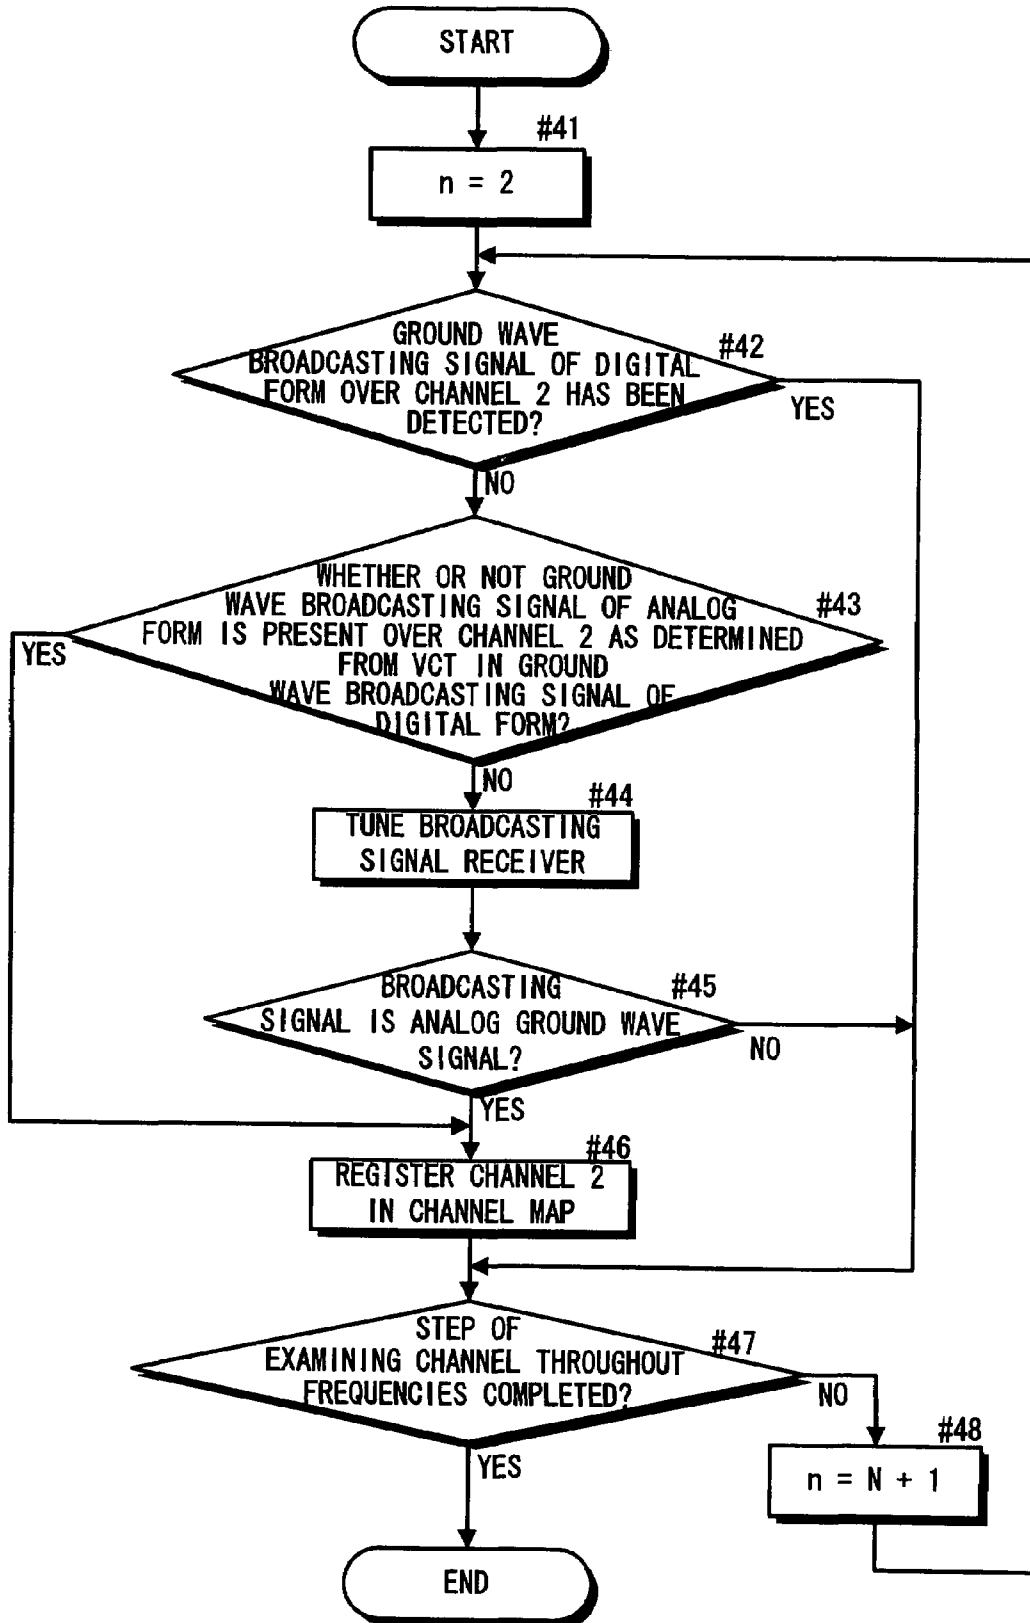 START
#41
n = 2
GROUND WAVE
BROADCASTING SIGNAL OF DIGITAL
FORM OVER CHANNEL 2 HAS BEEN
DETECTED?
#42
YES
NO
WHETHER OR NOT GROUND
WAVE BROADCASTING SIGNAL OF ANALOG
FORM IS PRESENT OVER CHANNEL 2 AS DETERMINED
FROM VCT IN GROUND
WAVE BROADCASTING SIGNAL OF
DIGITAL FORM?
#43
YES
NO
#44
TUNE BROADCASTING
SIGNAL RECEIVER
BROADCASTING
SIGNAL IS ANALOG GROUND WAVE
SIGNAL?
#45
NO
YES
#46
REGISTER CHANNEL 2
IN CHANNEL MAP
STEP OF
EXAMINING CHANNEL THROUGHOUT
FREQUENCIES COMPLETED?
#47
NO
YES
#48
n = N + 1
END